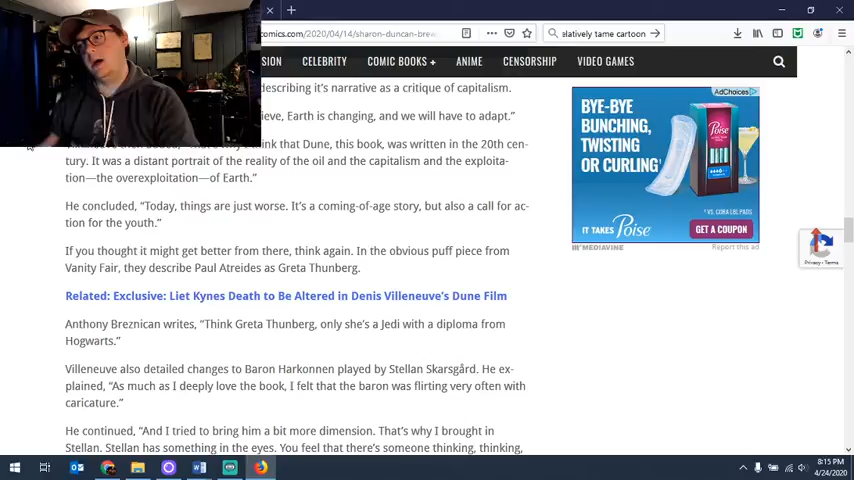 comics.com/2020/04/14/sharon-duncan-brew
elatively tame cartoon
SION CELEBRITY COMIC BOOKS + ANIME CENSORSHIP VIDEO GAMES
describing it's narrative as a critique of capitalism.
ieve, Earth is changing, and we will have to adapt."
ink that Dune, this book, was written in the 20th cen-
tury. It was a distant portrait of the reality of the oil and the capitalism and the exploita-
tion—the overexploitation—of Earth."
He concluded, "Today, things are just worse. It's a coming-of-age story, but also a call for ac-
tion for the youth."
If you thought it might get better from there, think again. In the obvious puff piece from
Vanity Fair, they describe Paul Atreides as Greta Thunberg.
Related: Exclusive: Liet Kynes Death to Be Altered in Denis Villeneuve's Dune Film
Anthony Breznican writes, "Think Greta Thunberg, only she's a Jedi with a diploma from
Hogwarts."
Villeneuve also detailed changes to Baron Harkonnen played by Stellan Skarsgård. He ex-
plained, "As much as I deeply love the book, I felt that the baron was flirting very often with
caricature."
He continued, "And I tried to bring him a bit more dimension. That's why I brought in
Stellan. Stellan has something in the eyes. You feel that there's someone thinking, thinking,
AdChoices
BYE-BYE
BUNCHING,
TWISTING
OR CURLING
Poise
* VS. CORA LBL PADS
IT TAKES Poise
GET A COUPON
MEDIAVINE
Report this ad
Privacy • Terms
8:15 PM
4/24/2020